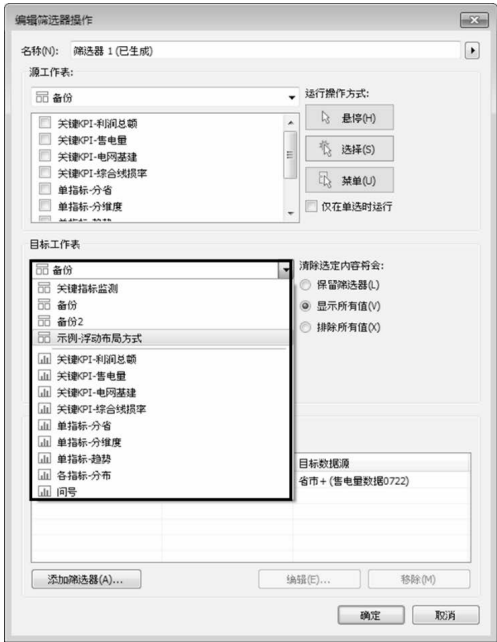 编辑筛选器操作
名称(N): 筛选器 1 (已生成)
源工作表:
备份
关键KPI-利润总额
关键KPI-售电量
关键KPI-电网基建
关键KPI-综合线损率
单指标-分省
单指标-分维度
运行操作方式:
悬停(H)
选择(S)
菜单(U)
仅在单选时运行
目标工作表
备份
关键指标监测
备份
备份2
示例-浮动布局方式
关键KPI-利润总额
关键KPI-售电量
关键KPI-电网基建
关键KPI-综合线损率
单指标-分省
单指标-分维度
单指标-趋势
各指标-分布
问号
清除选定内容将会:
保留筛选器(L)
显示所有值(V)
排除所有值(X)
目标数据源
省市+ (售电量数据0722)
添加筛选器(A)...
编辑(E)...
移除(M)
确定
取消